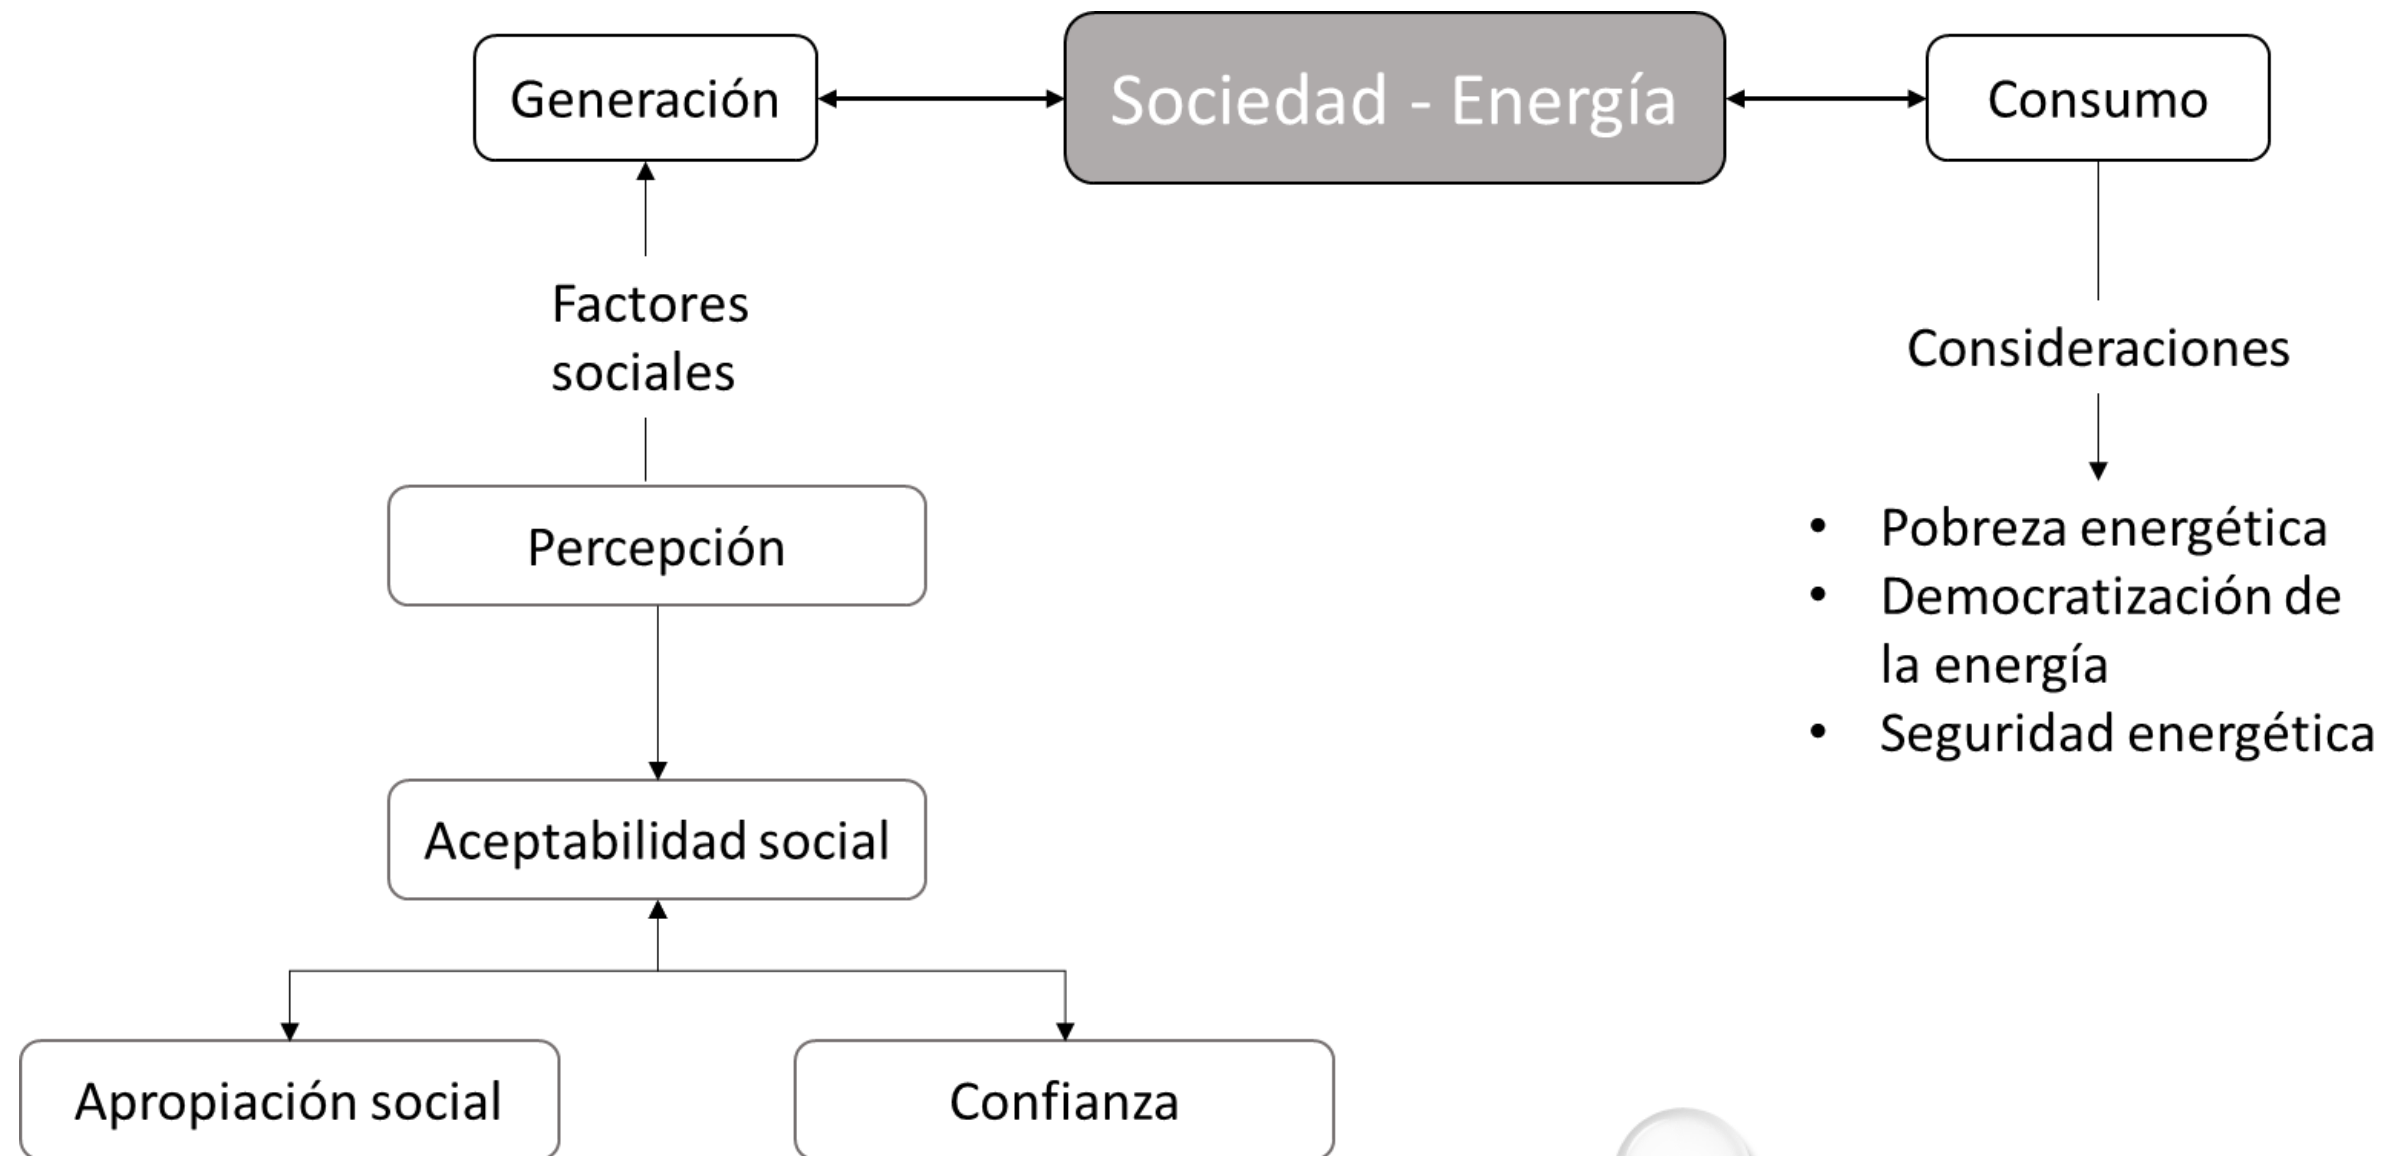 Generación
Sociedad - Energía
Consumo
Factores
sociales
Consideraciones
Percepción
• Pobreza energética
• Democratización de
la energía
• Seguridad energética
Aceptabilidad social
Apropiación social
Confianza